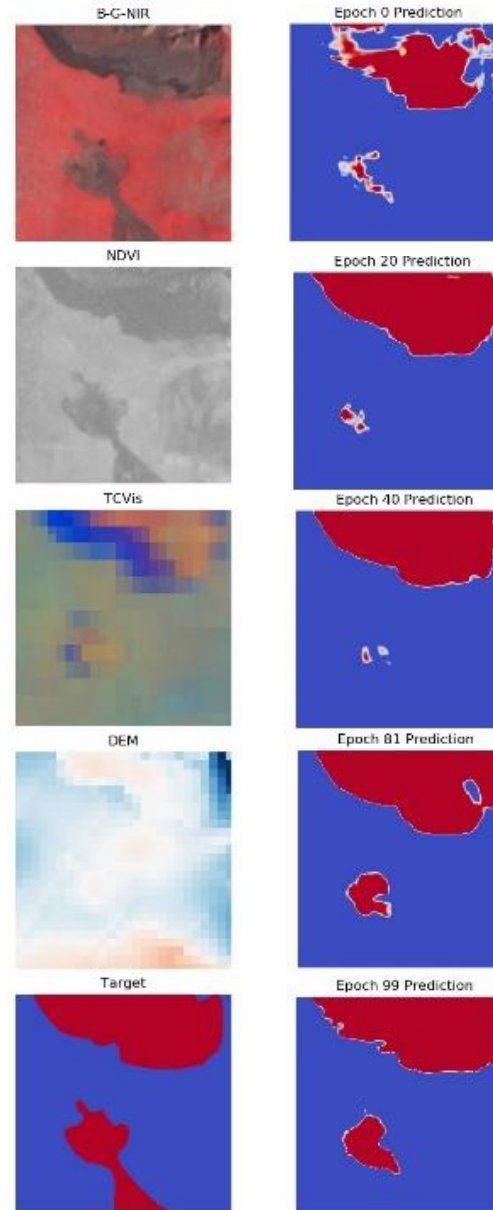 B-G-NIR
Epoch 0 Prediction
NDVI
Epoch 20 Prediction
TCVis
Epoch 40 Prediction
DEM
Epoch 81 Prediction
Target
Epoch 99 Prediction